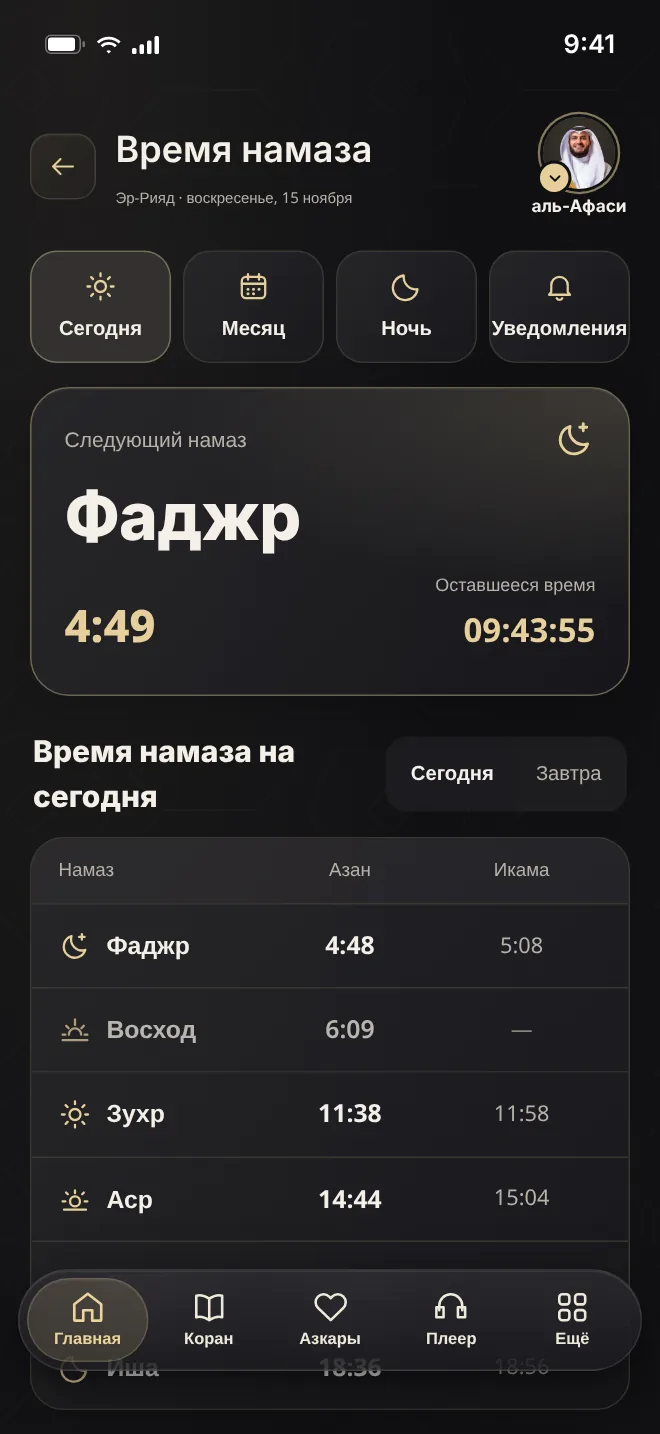 9:41
Время намаза
Эр-Рияд · воскресенье, 15 ноября
аль-Афаси
Сегодня
Месяц
Ночь
Уведомления
Следующий намаз
Фаджр
Оставшееся время
4:49
09:43:55
Время намаза на
сегодня
Сегодня
Завтра
Намаз Азан Икама
Фаджр 4:48 5:08
Восход 6:09 —
Зухр 11:38 11:58
Аср 14:44 15:04
Главная
Коран
Азкары
Плеер
Ещё
Иша 18:36 18:56